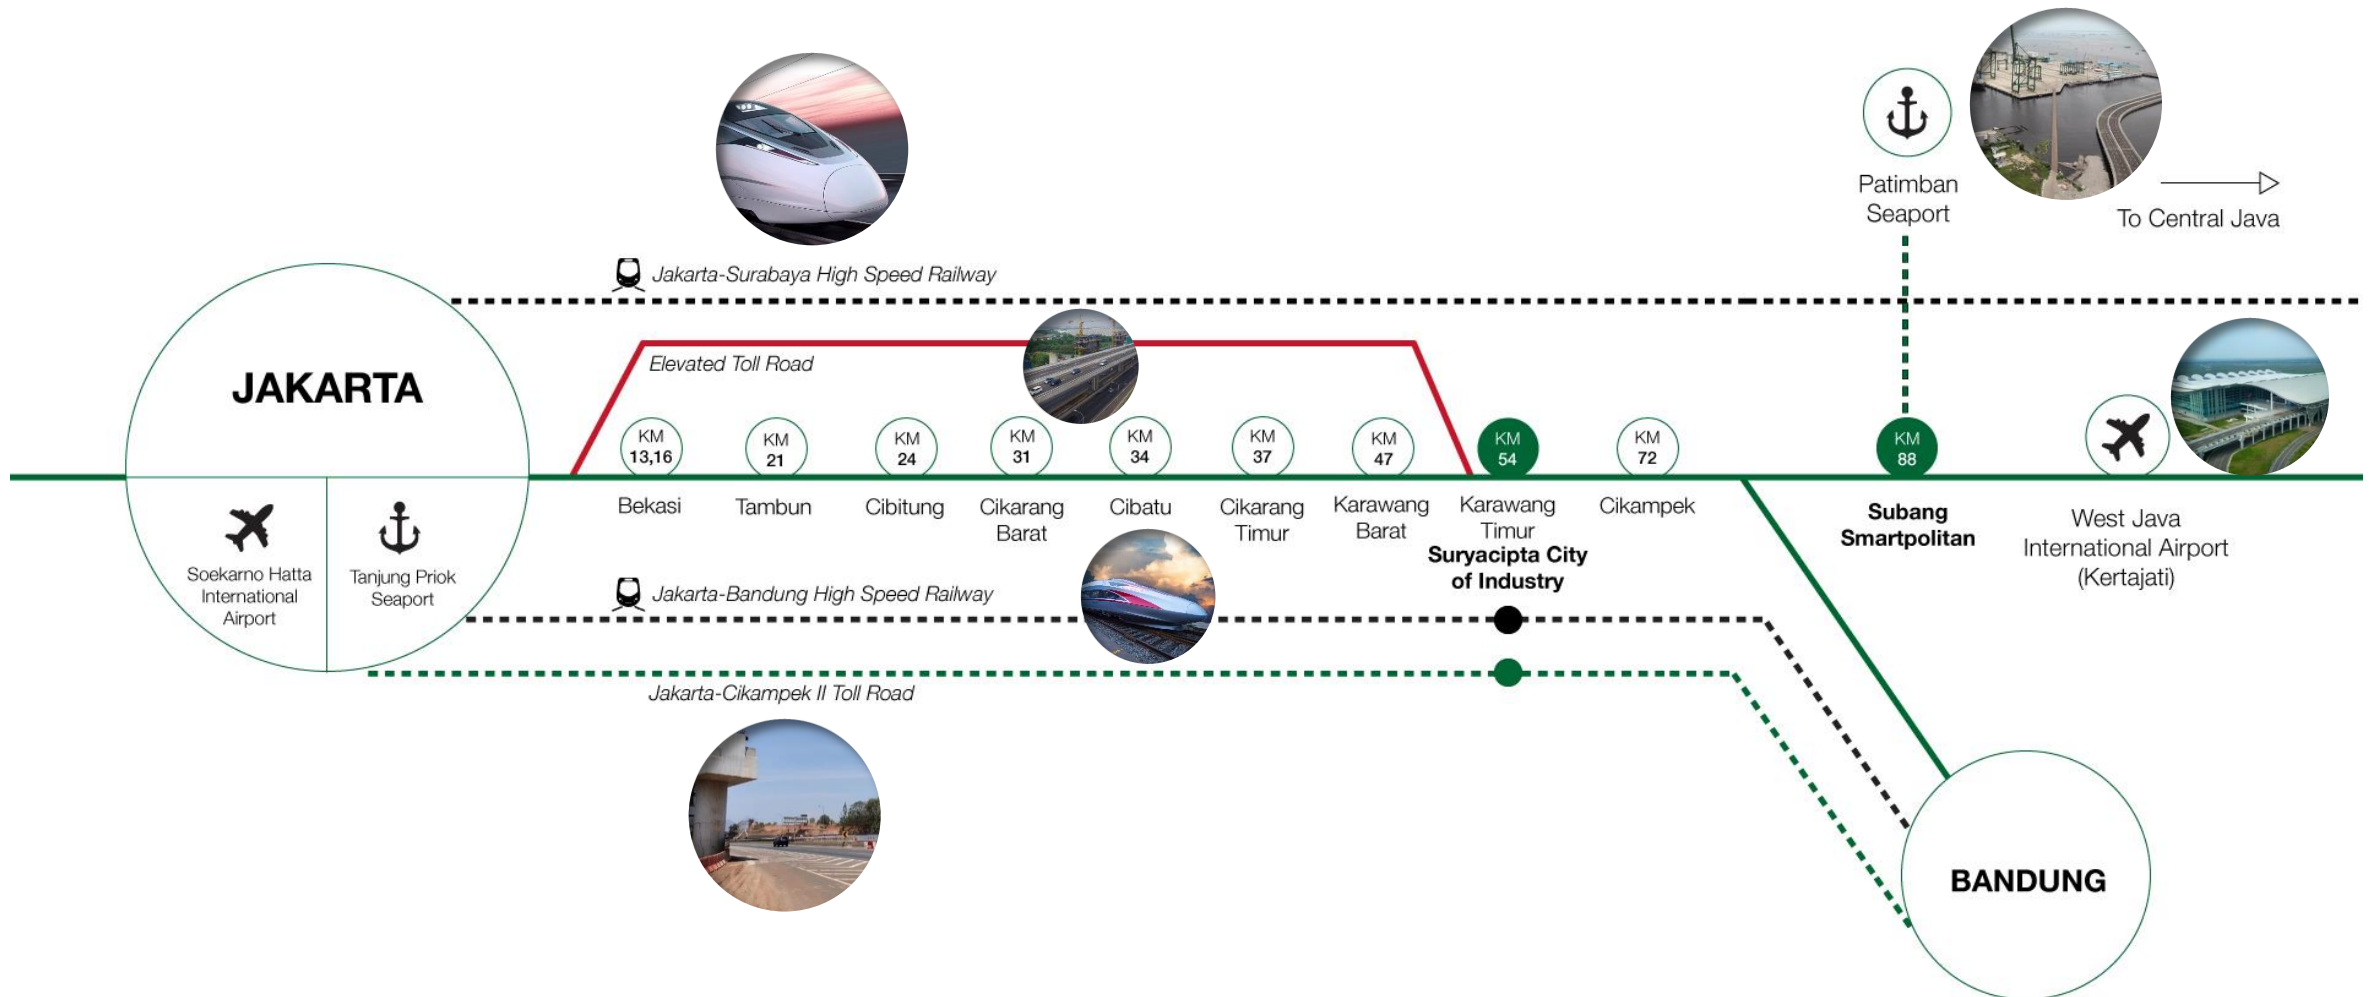 Patimban
Seaport
To Central Java
Jakarta-Surabaya High Speed Railway
JAKARTA
Elevated Toll Road
KM
13,16
KM
21
KM
24
KM
31
KM
34
KM
37
KM
47
KM
54
KM
72
KM
88
Bekasi
Tambun
Cibitung
Cikarang
Barat
Cibatu
Cikarang
Timur
Karawang
Barat
Karawang
Timur
Suryacipta City
of Industry
Cikampek
Subang
Smartpolitan
West Java
International Airport
(Kertajati)
Soekarno Hatta
International
Airport
Tanjung Priok
Seaport
Jakarta-Bandung High Speed Railway
Jakarta-Cikampek II Toll Road
BANDUNG